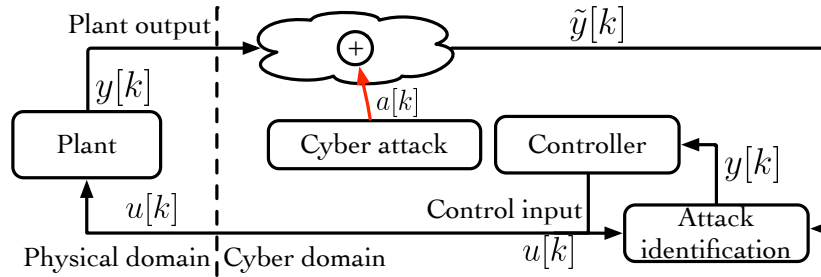 Plant output
+
ỹ[k]
y[k]
a[k]
Plant
Cyber attack
Controller
y[k]
u[k]
Control input
u[k]
Attack
identification
Physical domain
Cyber domain